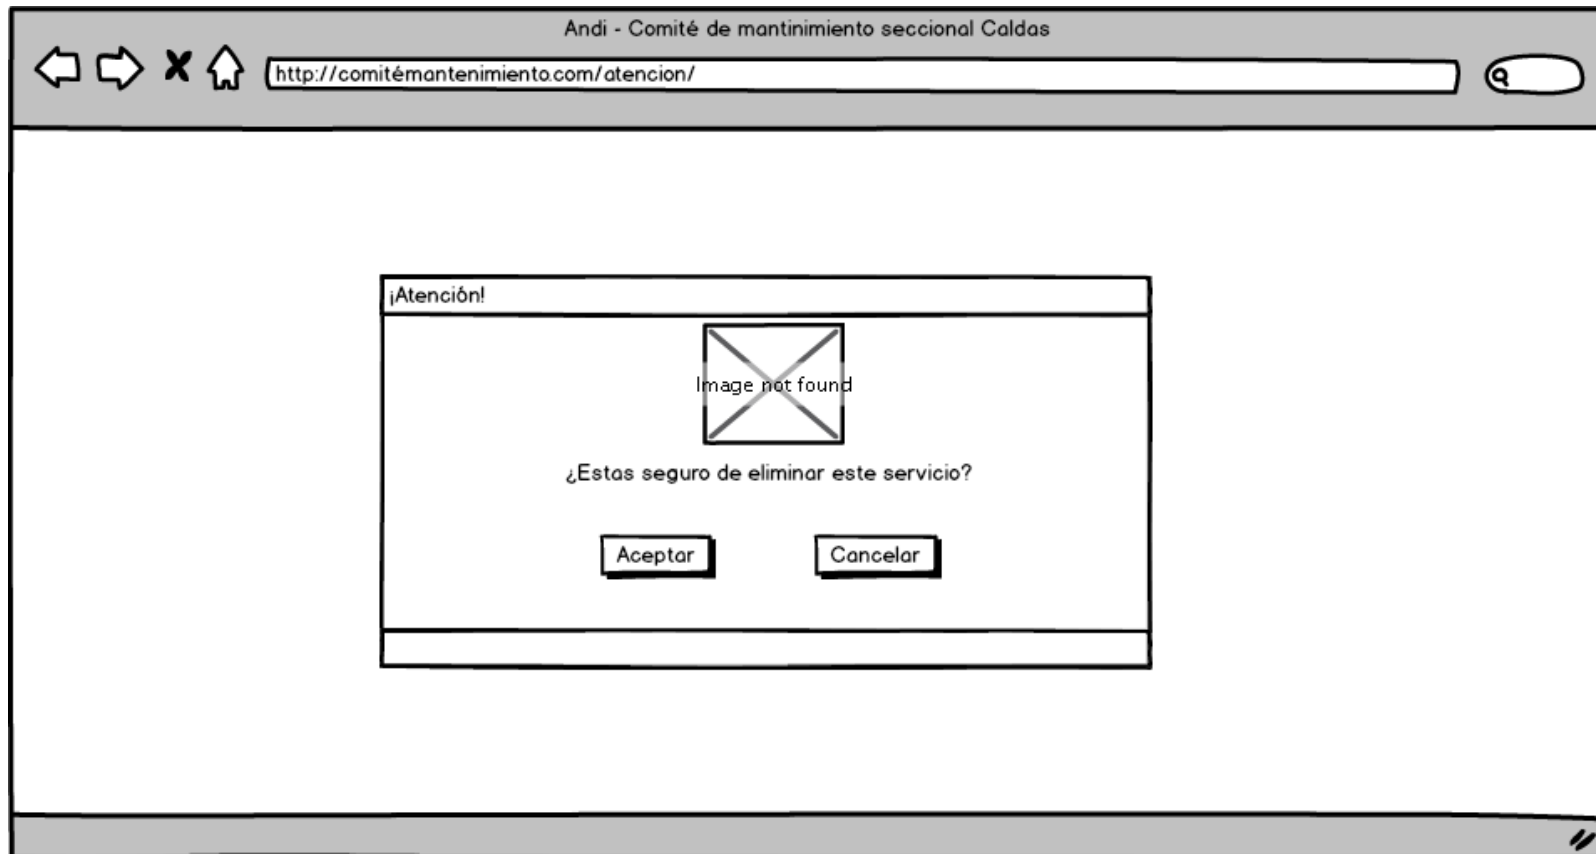 Andi - Comité de mantinimiento seccional Caldas
http://comitémantenimiento.com/atencion/
¡Atención!
Image not found
¿Estas seguro de eliminar este servicio?
Aceptar
Cancelar